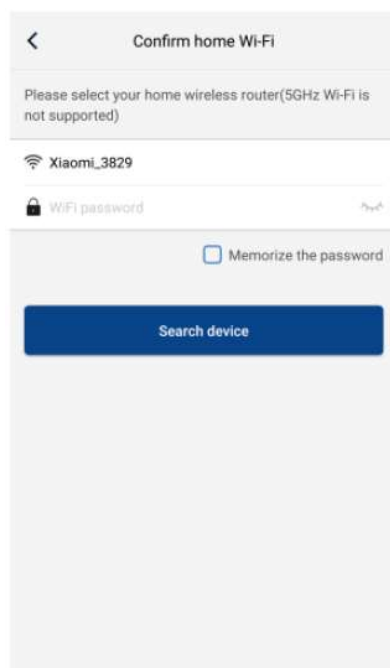 Confirm home Wi-Fi
Please select your home wireless router(5GHz Wi-Fi is
not supported)
Xiaomi_3829
WiFi password
Memorize the password
Search device